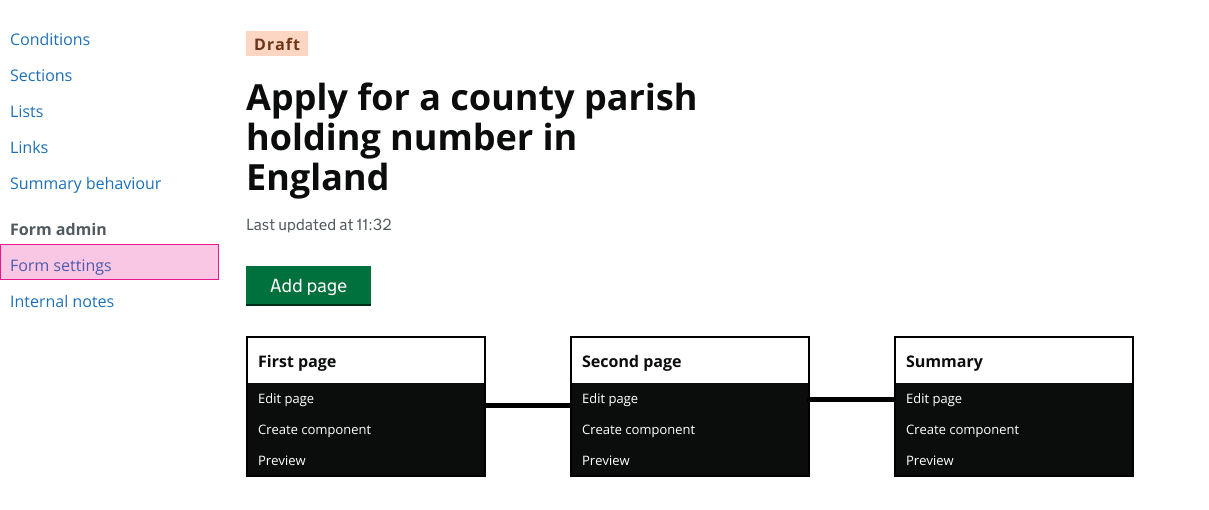 Conditions
Sections
Lists
Links
Summary behaviour
Form admin
Form settings
Internal notes
Draft
Apply for a county parish
holding number in
England
Last updated at 11:32
Add page
First page
Edit page
Create component
Preview
Second page
Edit page
Create component
Preview
Summary
Edit page
Create component
Preview